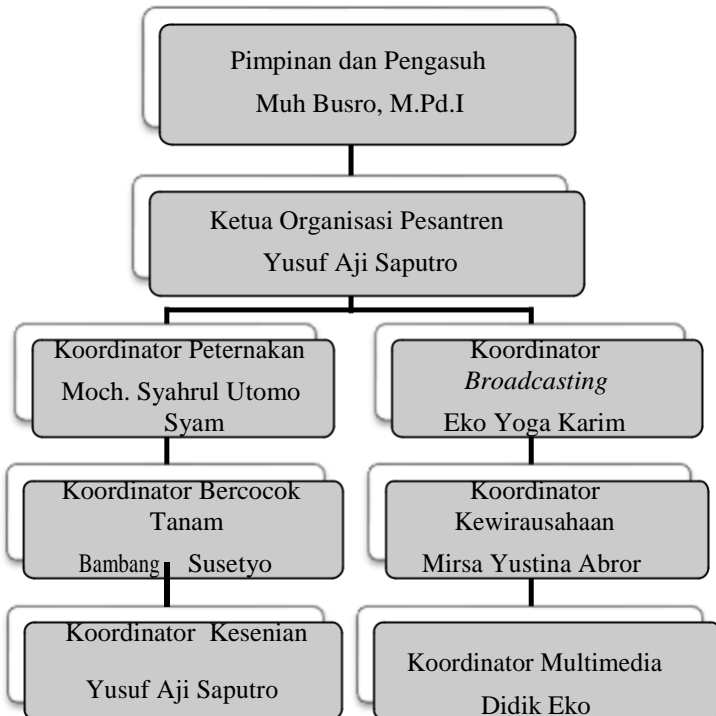 Pimpinan dan Pengasuh
Muh Busro, M.Pd.I
Ketua Organisasi Pesantren
Yusuf Aji Saputro
Koordinator Peternakan
Moch. Syahrul Utomo
Syam
Koordinator
Broadcasting
Eko Yoga Karim
Koordinator Bercocok
Tanam
Bambang Susetyo
Koordinator
Kewirausahaan
Mirsa Yustina Abror
Koordinator Kesenian
Yusuf Aji Saputro
Koordinator Multimedia
Didik Eko